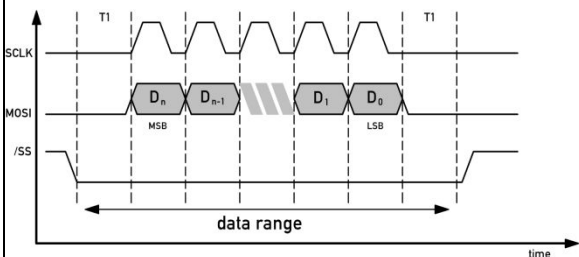 T1 T1
SCLK
Dn Dn-1 D1 D0
MOSI
MSB LSB
/SS
data range
time